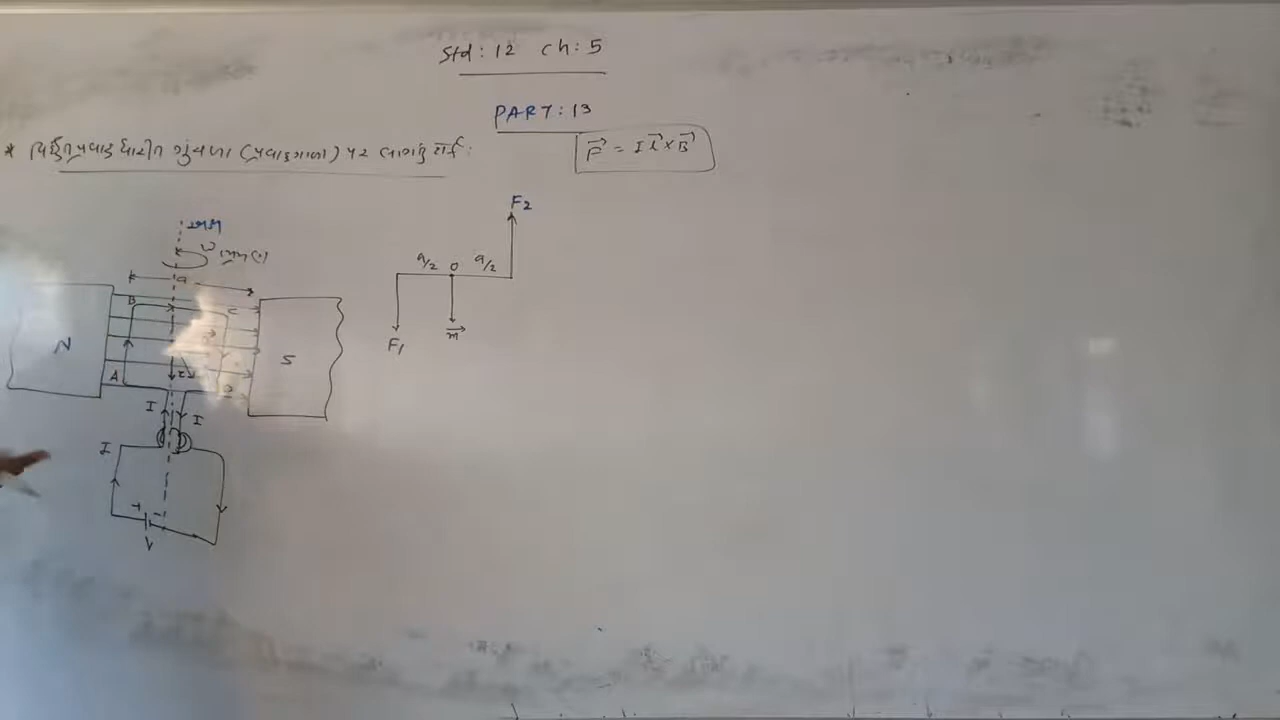 Std: 12 Ch: 5
PART: 13
* વિદ્યુતપ્રવાહ ધારીત ગુંચળા (પ્રવાહગાળા) પર લાગતું ટૉર્ક:
F⃗ = I l⃗ × B⃗
અક્ષ
ω
a
B C
N S
A D
I I
I
+ -
V
F2
a/2 O a/2
F1 m⃗